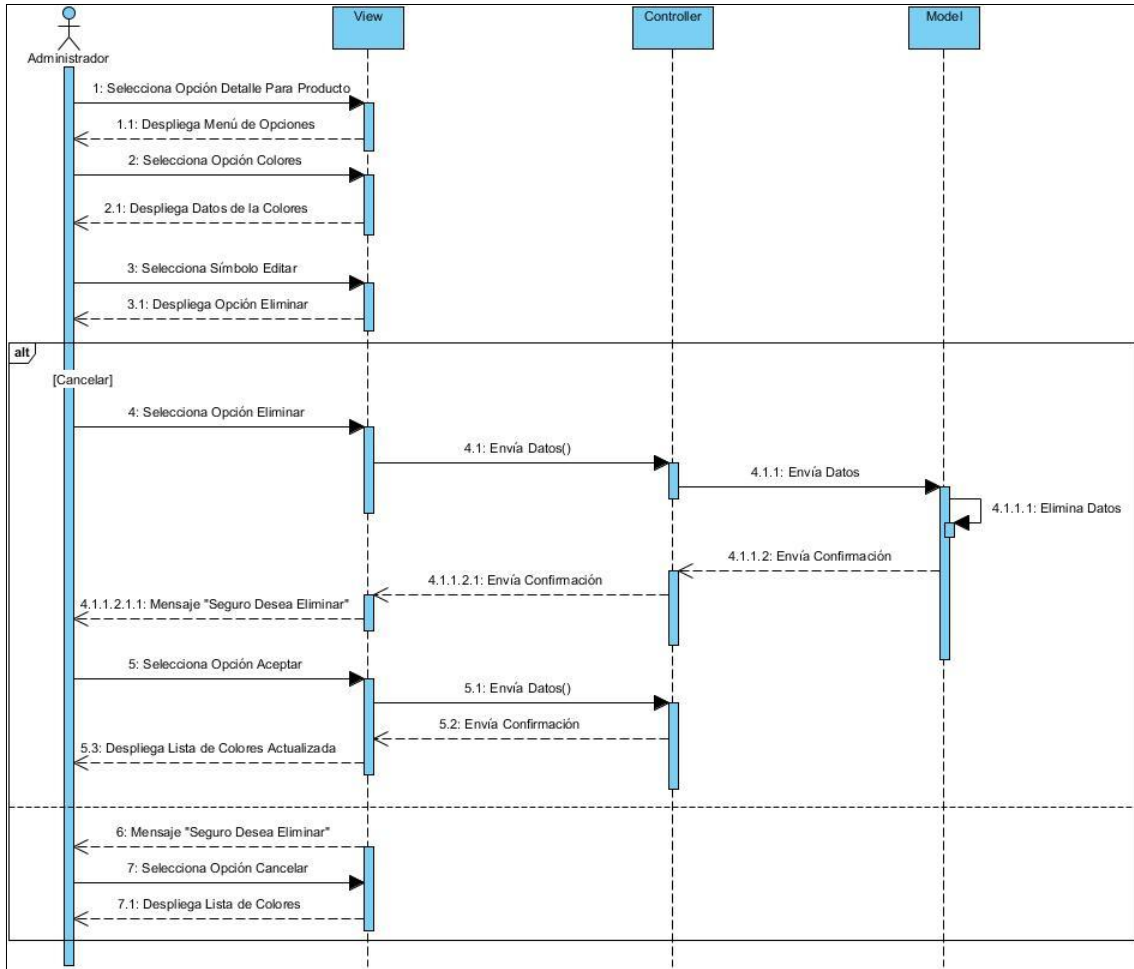 View
Controller
Model
Administrador
1: Selecciona Opción Detalle Para Producto
1.1: Despliega Menú de Opciones
2: Selecciona Opción Colores
2.1: Despliega Datos de la Colores
3: Selecciona Símbolo Editar
3.1: Despliega Opción Eliminar
alt
[Cancelar]
4: Selecciona Opción Eliminar
4.1: Envía Datos()
4.1.1: Envía Datos
4.1.1.1: Elimina Datos
4.1.1.2: Envía Confirmación
4.1.1.2.1: Envía Confirmación
4.1.1.2.1.1: Mensaje "Seguro Desea Eliminar"
5: Selecciona Opción Aceptar
5.1: Envía Datos()
5.2: Envía Confirmación
5.3: Despliega Lista de Colores Actualizada
6: Mensaje "Seguro Desea Eliminar"
7: Selecciona Opción Cancelar
7.1: Despliega Lista de Colores